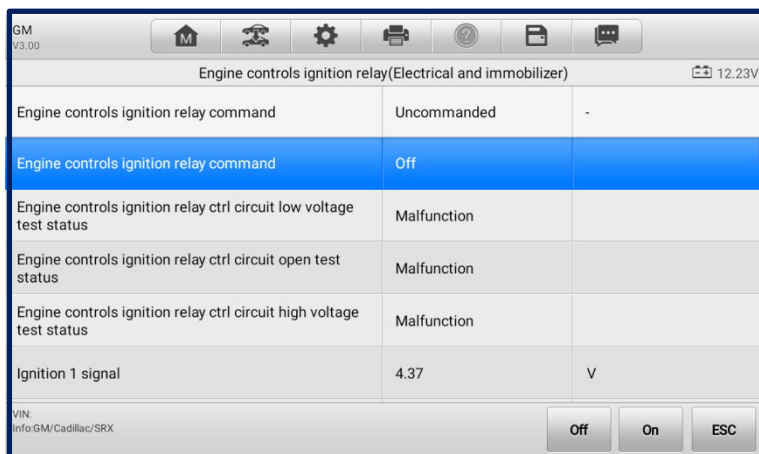 GM
V3.00
M
?
Engine controls ignition relay(Electrical and immobilizer)
12.23V
Engine controls ignition relay command Uncommanded -
Engine controls ignition relay command Off
Engine controls ignition relay ctrl circuit low voltage
test status Malfunction
Engine controls ignition relay ctrl circuit open test
status Malfunction
Engine controls ignition relay ctrl circuit high voltage
test status Malfunction
Ignition 1 signal 4.37 V
VIN:
Info:GM/Cadillac/SRX
Off On ESC